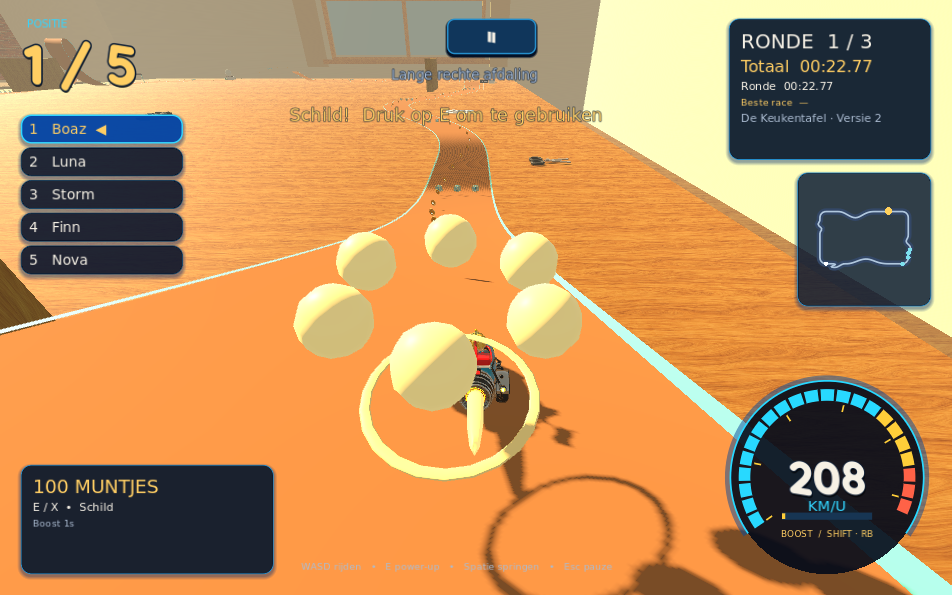 POSITIE
1/5
1 Boaz
2 Luna
3 Storm
4 Finn
5 Nova
Lange rechte afdaling
Schild! Druk op E om te gebruiken
RONDE 1 / 3
Totaal 00:22.77
Ronde 00:22.77
Beste race —
De Keukentafel · Versie 2
100 MUNTJES
E / X • Schild
Boost 1s
208
KM/U
BOOST / SHIFT · RB